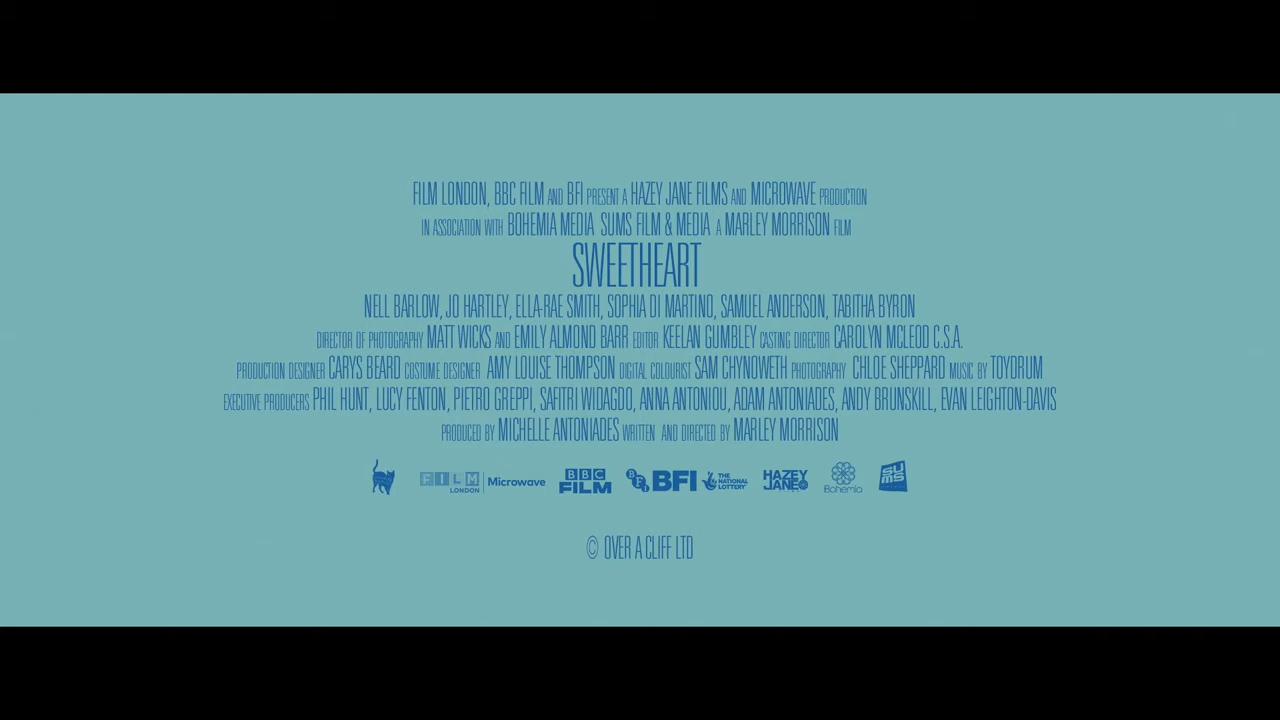 FILM LONDON, BBC FILM AND BFI PRESENT A HAZEY JANE FILMS AND MICROWAVE PRODUCTION
IN ASSOCIATION WITH BOHEMIA MEDIA SUMS FILM & MEDIA A MARLEY MORRISON FILM
SWEETHEART
NELL BARLOW, JO HARTLEY, ELLA-RAE SMITH, SOPHIA DI MARTINO, SAMUEL ANDERSON, TABITHA BYRON
DIRECTOR OF PHOTOGRAPHY MATT WICKS AND EMILY ALMOND BARR EDITOR KEELAN GUMBLEY CASTING DIRECTOR CAROLYN MCLEOD C.S.A.
PRODUCTION DESIGNER CARYS BEARD COSTUME DESIGNER AMY LOUISE THOMPSON DIGITAL COLOURIST SAM CHYNOWETH PHOTOGRAPHY CHLOE SHEPPARD MUSIC BY TOYDRUM
EXECUTIVE PRODUCERS PHIL HUNT, LUCY FENTON, PIETRO GREPPI, SAFITRI WIDAGDO, ANNA ANTONIOU, ADAM ANTONIADES, ANDY BRUNSKILL, EVAN LEIGHTON-DAVIS
PRODUCED BY MICHELLE ANTONIADES WRITTEN AND DIRECTED BY MARLEY MORRISON
FILM LONDON Microwave BBC FILM BFI BFI THE NATIONAL LOTTERY HAZEY JANE Bohemia SUMS
© OVER A CLIFF LTD